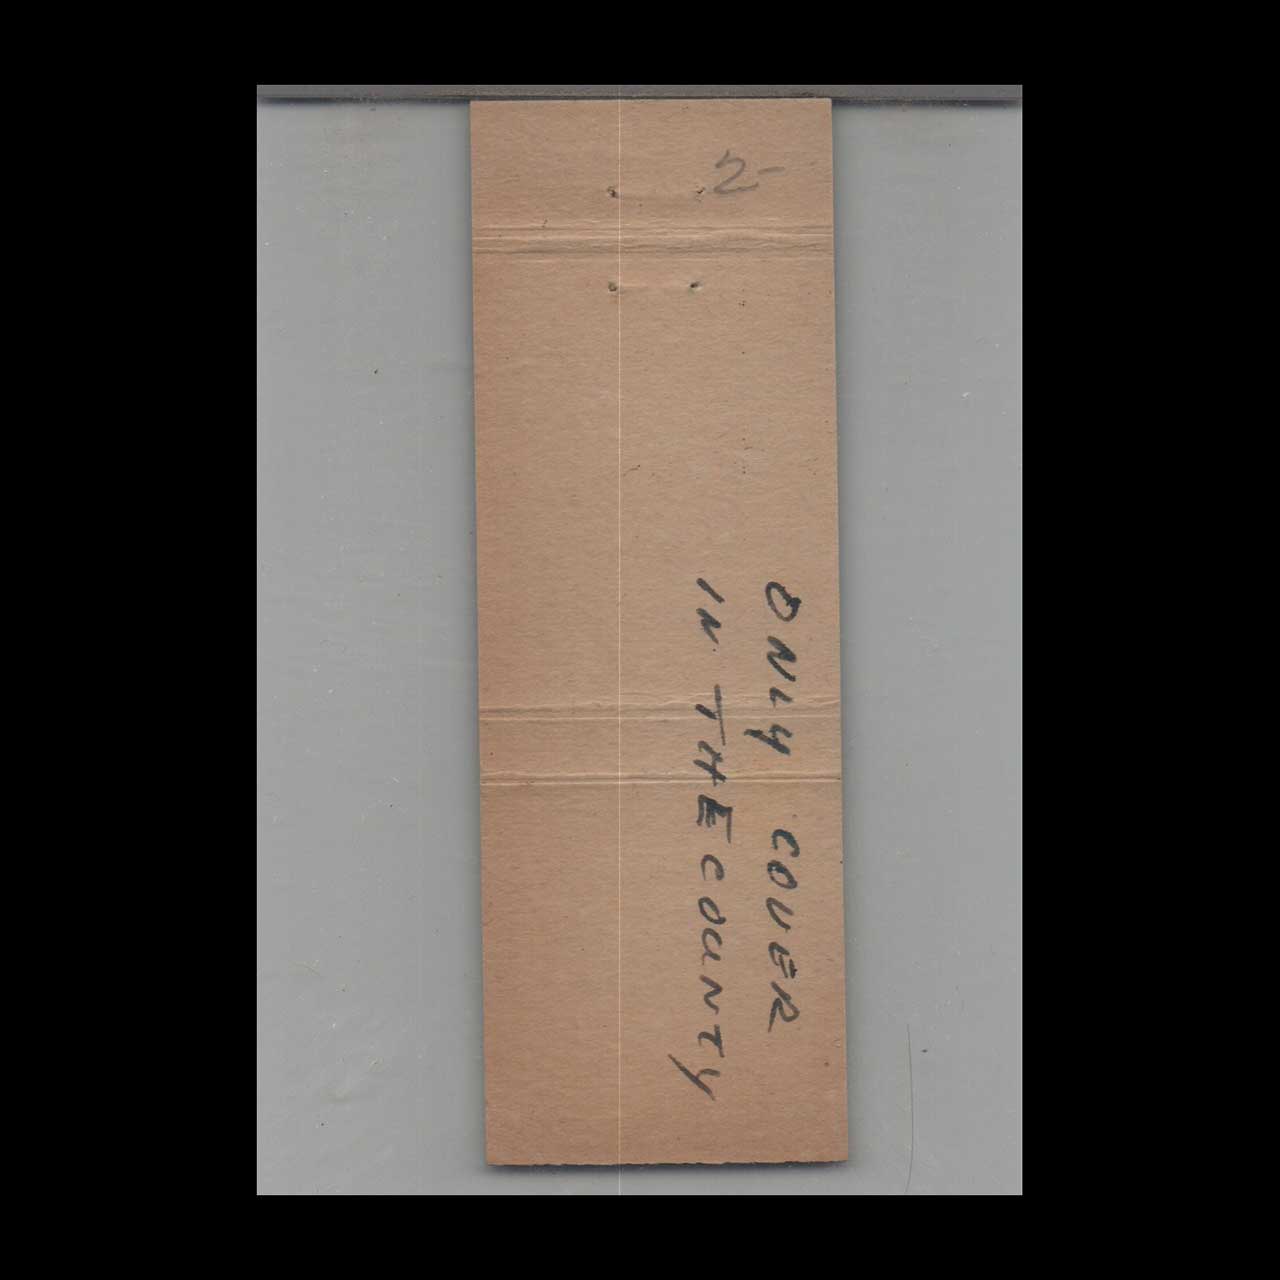 2-
ONLY COVER
IN THE COUNTY